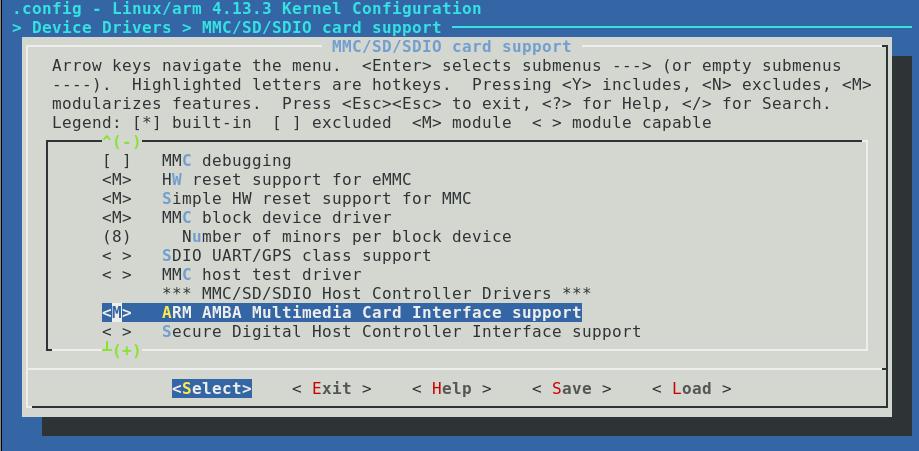 .config - Linux/arm 4.13.3 Kernel Configuration
> Device Drivers > MMC/SD/SDIO card support
MMC/SD/SDIO card support
Arrow keys navigate the menu.  <Enter> selects submenus ---> (or empty submenus
----).  Highlighted letters are hotkeys.  Pressing <Y> includes, <N> excludes, <M>
modularizes features.  Press <Esc><Esc> to exit, <?> for Help, </> for Search.
Legend: [*] built-in  [ ] excluded  <M> module  < > module capable
^(-)
[ ]   MMC debugging
<M>   HW reset support for eMMC
<M>   Simple HW reset support for MMC
<M>   MMC block device driver
(8)     Number of minors per block device
< >   SDIO UART/GPS class support
< >   MMC host test driver
*** MMC/SD/SDIO Host Controller Drivers ***
<M>   ARM AMBA Multimedia Card Interface support
< >   Secure Digital Host Controller Interface support
┴(+)
<Select>    < Exit >    < Help >    < Save >    < Load >